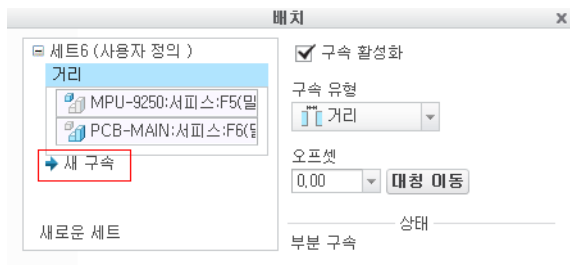 배치
세트6 (사용자 정의 )
거리
MPU-9250:서피스:F5(밀
PCB-MAIN:서피스:F6(
새 구속
새로운 세트
구속 활성화
구속 유형
거리
오프셋
0,00 대칭 이동
상태
부분 구속